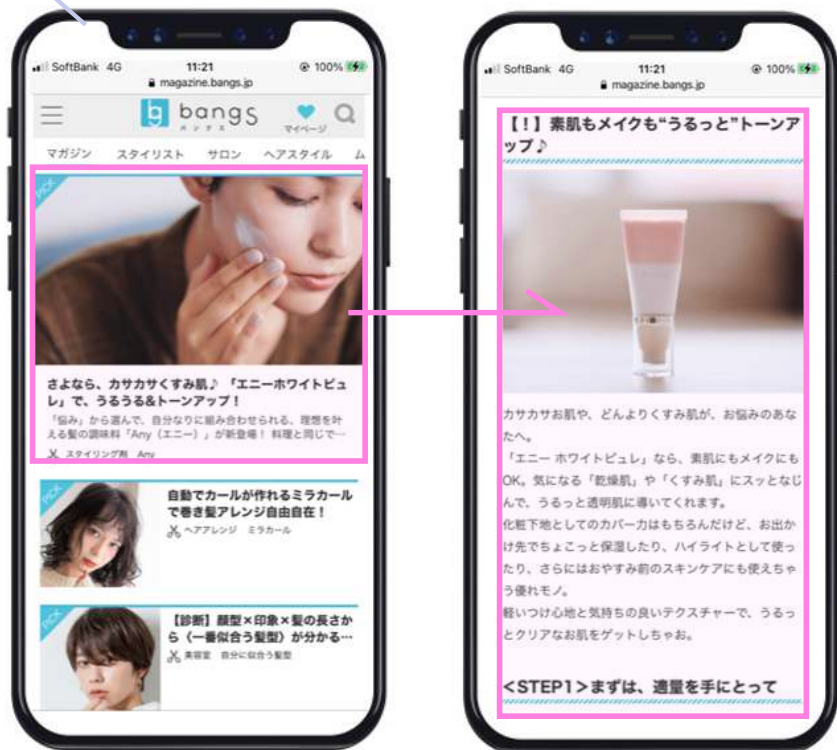 SoftBank 4G 11:21 100%
magazine.bangs.jp
bangs
バングス
マイページ
マガジン スタイリスト サロン ヘアスタイル ム
PICK
さよなら、カサカサくすみ肌♪ 「エニーホワイトピュ
レ」で、うるうる&トーンアップ！
「悩み」から選んで、自分なりに組み合わせられる、理想を叶
える髪の調味料「Any（エニー）」が新登場！ 料理と同じで…
スタイリング剤 Any
PICK
自動でカールが作れるミラカール
で巻き髪アレンジ自由自在！
ヘアアレンジ ミラカール
PICK
【診断】顔型×印象×髪の長さか
ら〈一番似合う髪型〉が分かる…
美容室 自分に似合う髪型
SoftBank 4G 11:21 100%
magazine.bangs.jp
【！】素肌もメイクも“うるっと”トーンア
ップ♪
カサカサお肌や、どんよりくすみ肌が、お悩みのあな
たへ。
「エニー ホワイトピュレ」なら、素肌にもメイクにも
OK。気になる「乾燥肌」や「くすみ肌」にスッとなじ
んで、うるっと透明肌に導いてくれます。
化粧下地としてのカバー力はもちろんだけど、お出か
け先でちょこっと保湿したり、ハイライトとして使っ
たり、さらにはおやすみ前のスキンケアにも使えちゃ
う優れモノ。
軽いつけ心地と気持ちの良いテクスチャーで、うるっ
とクリアなお肌をゲットしちゃお。
<STEP1>まずは、適量を手にとって